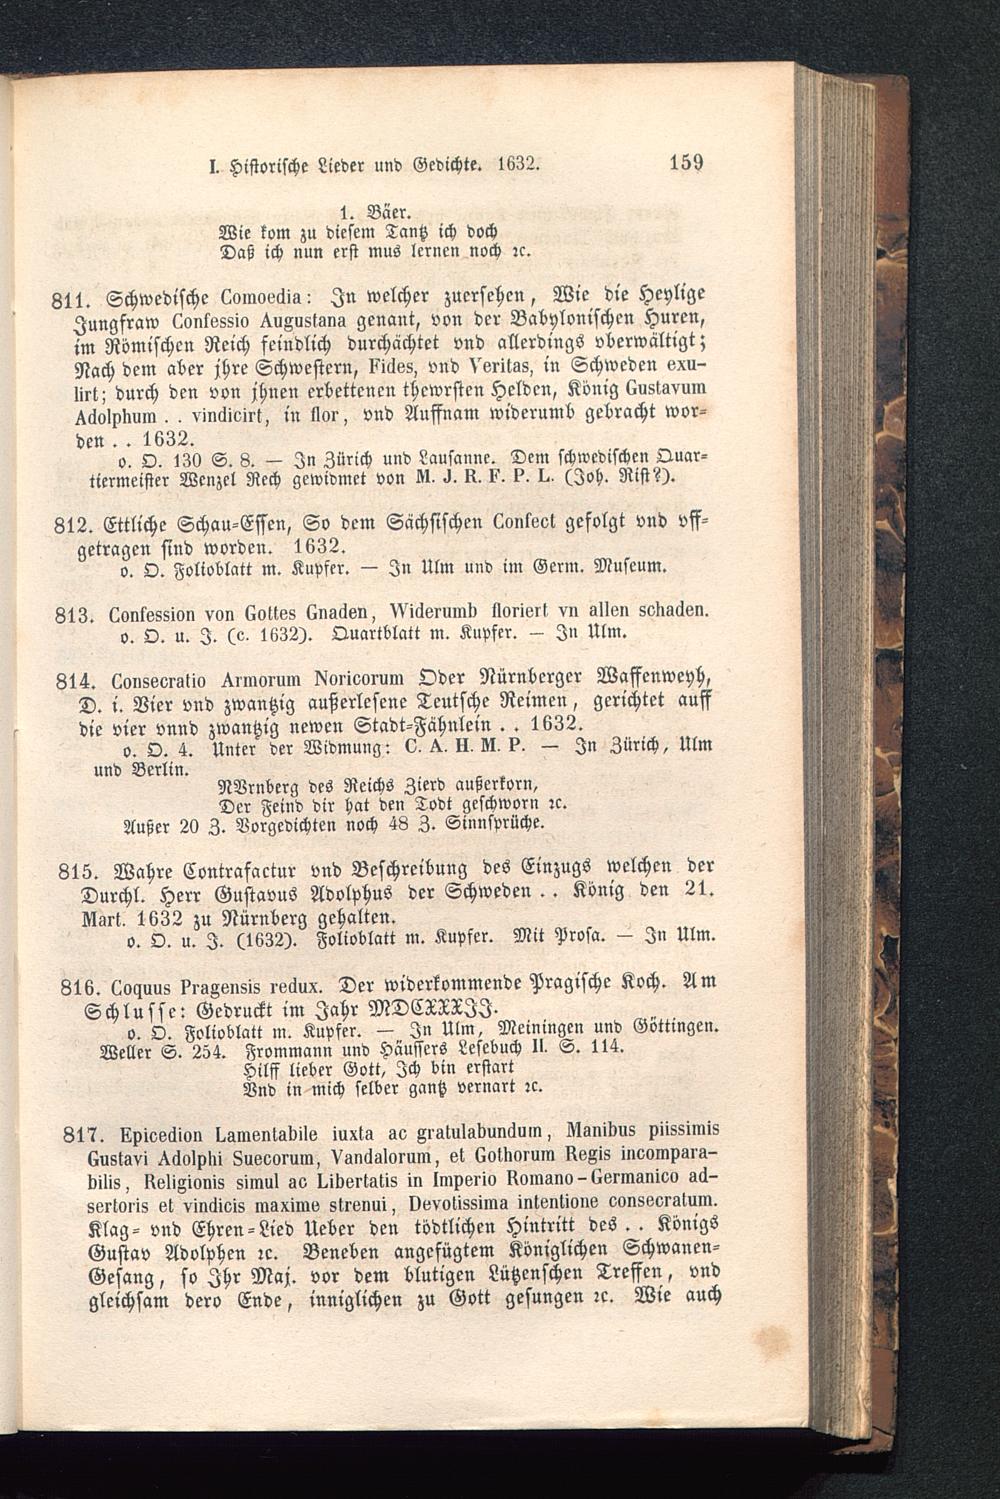 I. Historische Lieder und Gedichte. 1632. 159
1. Bäer.
Wie kom zu diesem Tantz ich doch
Daß ich nun erst mus lernen noch ꝛc.
811. Schwedische Comoedia: In welcher zuersehen, Wie die Heylige
Jungfraw Confessio Augustana genant, von der Babylonischen Huren,
im Römischen Reich feindlich durchächtet vnd allerdings vberwältigt;
Nach dem aber jhre Schwestern, Fides, vnd Veritas, in Schweden exu-
lirt; durch den von jhnen erbettenen thewrsten Helden, König Gustavum
Adolphum . . vindicirt, in flor, vnd Auffnam widerumb gebracht wor-
den . . 1632.
o. O. 130 S. 8. — In Zürich und Lausanne. Dem schwedischen Quar-
tiermeister Wenzel Rech gewidmet von M. J. R. F. P. L. (Joh. Rist?).
812. Ettliche Schau-Essen, So dem Sächsischen Confect gefolgt vnd vff-
getragen sind worden. 1632.
o. O. Folioblatt m. Kupfer. — In Ulm und im Germ. Museum.
813. Confession von Gottes Gnaden, Widerumb floriert vn allen schaden.
o. O. u. J. (c. 1632). Quartblatt m. Kupfer. — In Ulm.
814. Consecratio Armorum Noricorum Oder Nürnberger Waffenweyh,
D. i. Vier vnd zwantzig außerlesene Teutsche Reimen, gerichtet auff
die vier vnnd zwantzig newen Stadt-Fähnlein . . 1632.
o. O. 4. Unter der Widmung: C. A. H. M. P. — In Zürich, Ulm
und Berlin.
NVrnberg des Reichs Zierd außerkorn,
Der Feind dir hat den Todt geschworn ꝛc.
Außer 20 Z. Vorgedichten noch 48 Z. Sinnsprüche.
815. Wahre Contrafactur vnd Beschreibung des Einzugs welchen der
Durchl. Herr Gustavus Adolphus der Schweden . . König den 21.
Mart. 1632 zu Nürnberg gehalten.
o. O. u. J. (1632). Folioblatt m. Kupfer. Mit Prosa. — In Ulm.
816. Coquus Pragensis redux. Der widerkommende Pragische Koch. Am
Schlusse: Gedruckt im Jahr MDCXXXII.
o. O. Folioblatt m. Kupfer. — In Ulm, Meiningen und Göttingen.
Weller S. 254. Frommann und Häussers Lesebuch II. S. 114.
Hilff lieber Gott, Ich bin erstart
Vnd in mich selber gantz vernart ꝛc.
817. Epicedion Lamentabile iuxta ac gratulabundum, Manibus piissimis
Gustavi Adolphi Suecorum, Vandalorum, et Gothorum Regis incompara-
bilis, Religionis simul ac Libertatis in Imperio Romano-Germanico ad-
sertoris et vindicis maxime strenui, Devotissima intentione consecratum.
Klag- vnd Ehren-Lied Ueber den tödtlichen Hintritt des . . Königs
Gustav Adolphen ꝛc. Beneben angefügtem Königlichen Schwanen-
Gesang, so Ihr Maj. vor dem blutigen Lützenschen Treffen, vnd
gleichsam dero Ende, inniglichen zu Gott gesungen ꝛc. Wie auch